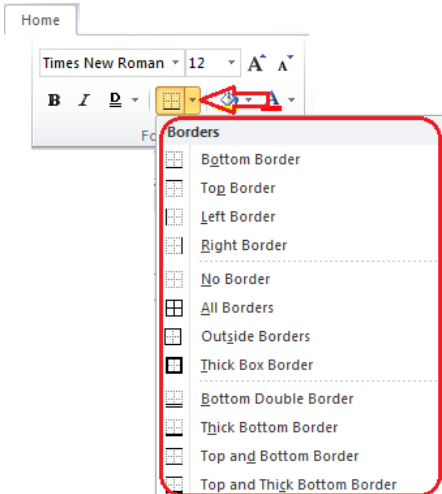 Home
Times New Roman 12 A A
B I D A
Fo
Borders
Bottom Border
Top Border
Left Border
Right Border
No Border
All Borders
Outside Borders
Thick Box Border
Bottom Double Border
Thick Bottom Border
Top and Bottom Border
Top and Thick Bottom Border